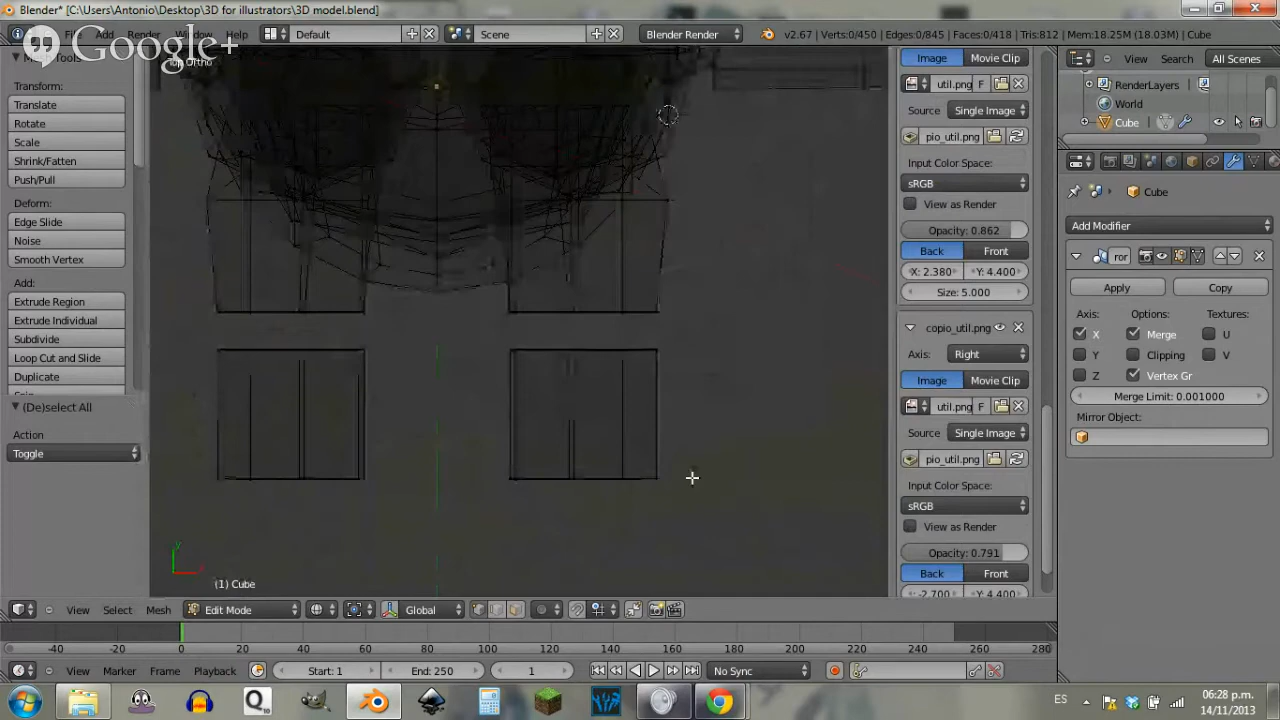 Blender* [C:\Users\Antonio\Desktop\3D for illustrators\3D model.blend]
Add Render Window Help
Default
Scene
Blender Render
v2.67 | Verts:0/450 | Edges:0/845 | Faces:0/418 | Tris:812 | Mem:18.25M (18.03M) | Cube
Google+
Tools
Top Ortho
Transform:
Translate
Rotate
Scale
Shrink/Fatten
Push/Pull
Deform:
Edge Slide
Noise
Smooth Vertex
Add:
Extrude Region
Extrude Individual
Subdivide
Loop Cut and Slide
Duplicate
(De)select All
Action
Toggle
y
x
(1) Cube
View Select Mesh
Edit Mode
Global
Image Movie Clip
util.png F
Source Single Image
pio_util.png
Input Color Space:
sRGB
View as Render
Opacity: 0.862
Back Front
X: 2.380 Y: 4.400
Size: 5.000
copio_util.png
Axis: Right
Image Movie Clip
util.png F
Source Single Image
pio_util.png
Input Color Space:
sRGB
View as Render
Opacity: 0.791
Back Front
-2.700 Y: 4.400
View Search All Scenes
RenderLayers
World
Cube
Cube
Add Modifier
ror
Apply Copy
Axis: Options: Textures:
X Merge U
Y Clipping V
Z Vertex Gr
Merge Limit: 0.001000
Mirror Object:
-40 -20 0 20 40 60 80 100 120 140 160 180 200 220 240 260 280
View Marker Frame Playback
Start: 1
End: 250
1
No Sync
ES
06:28 p.m.
14/11/2013